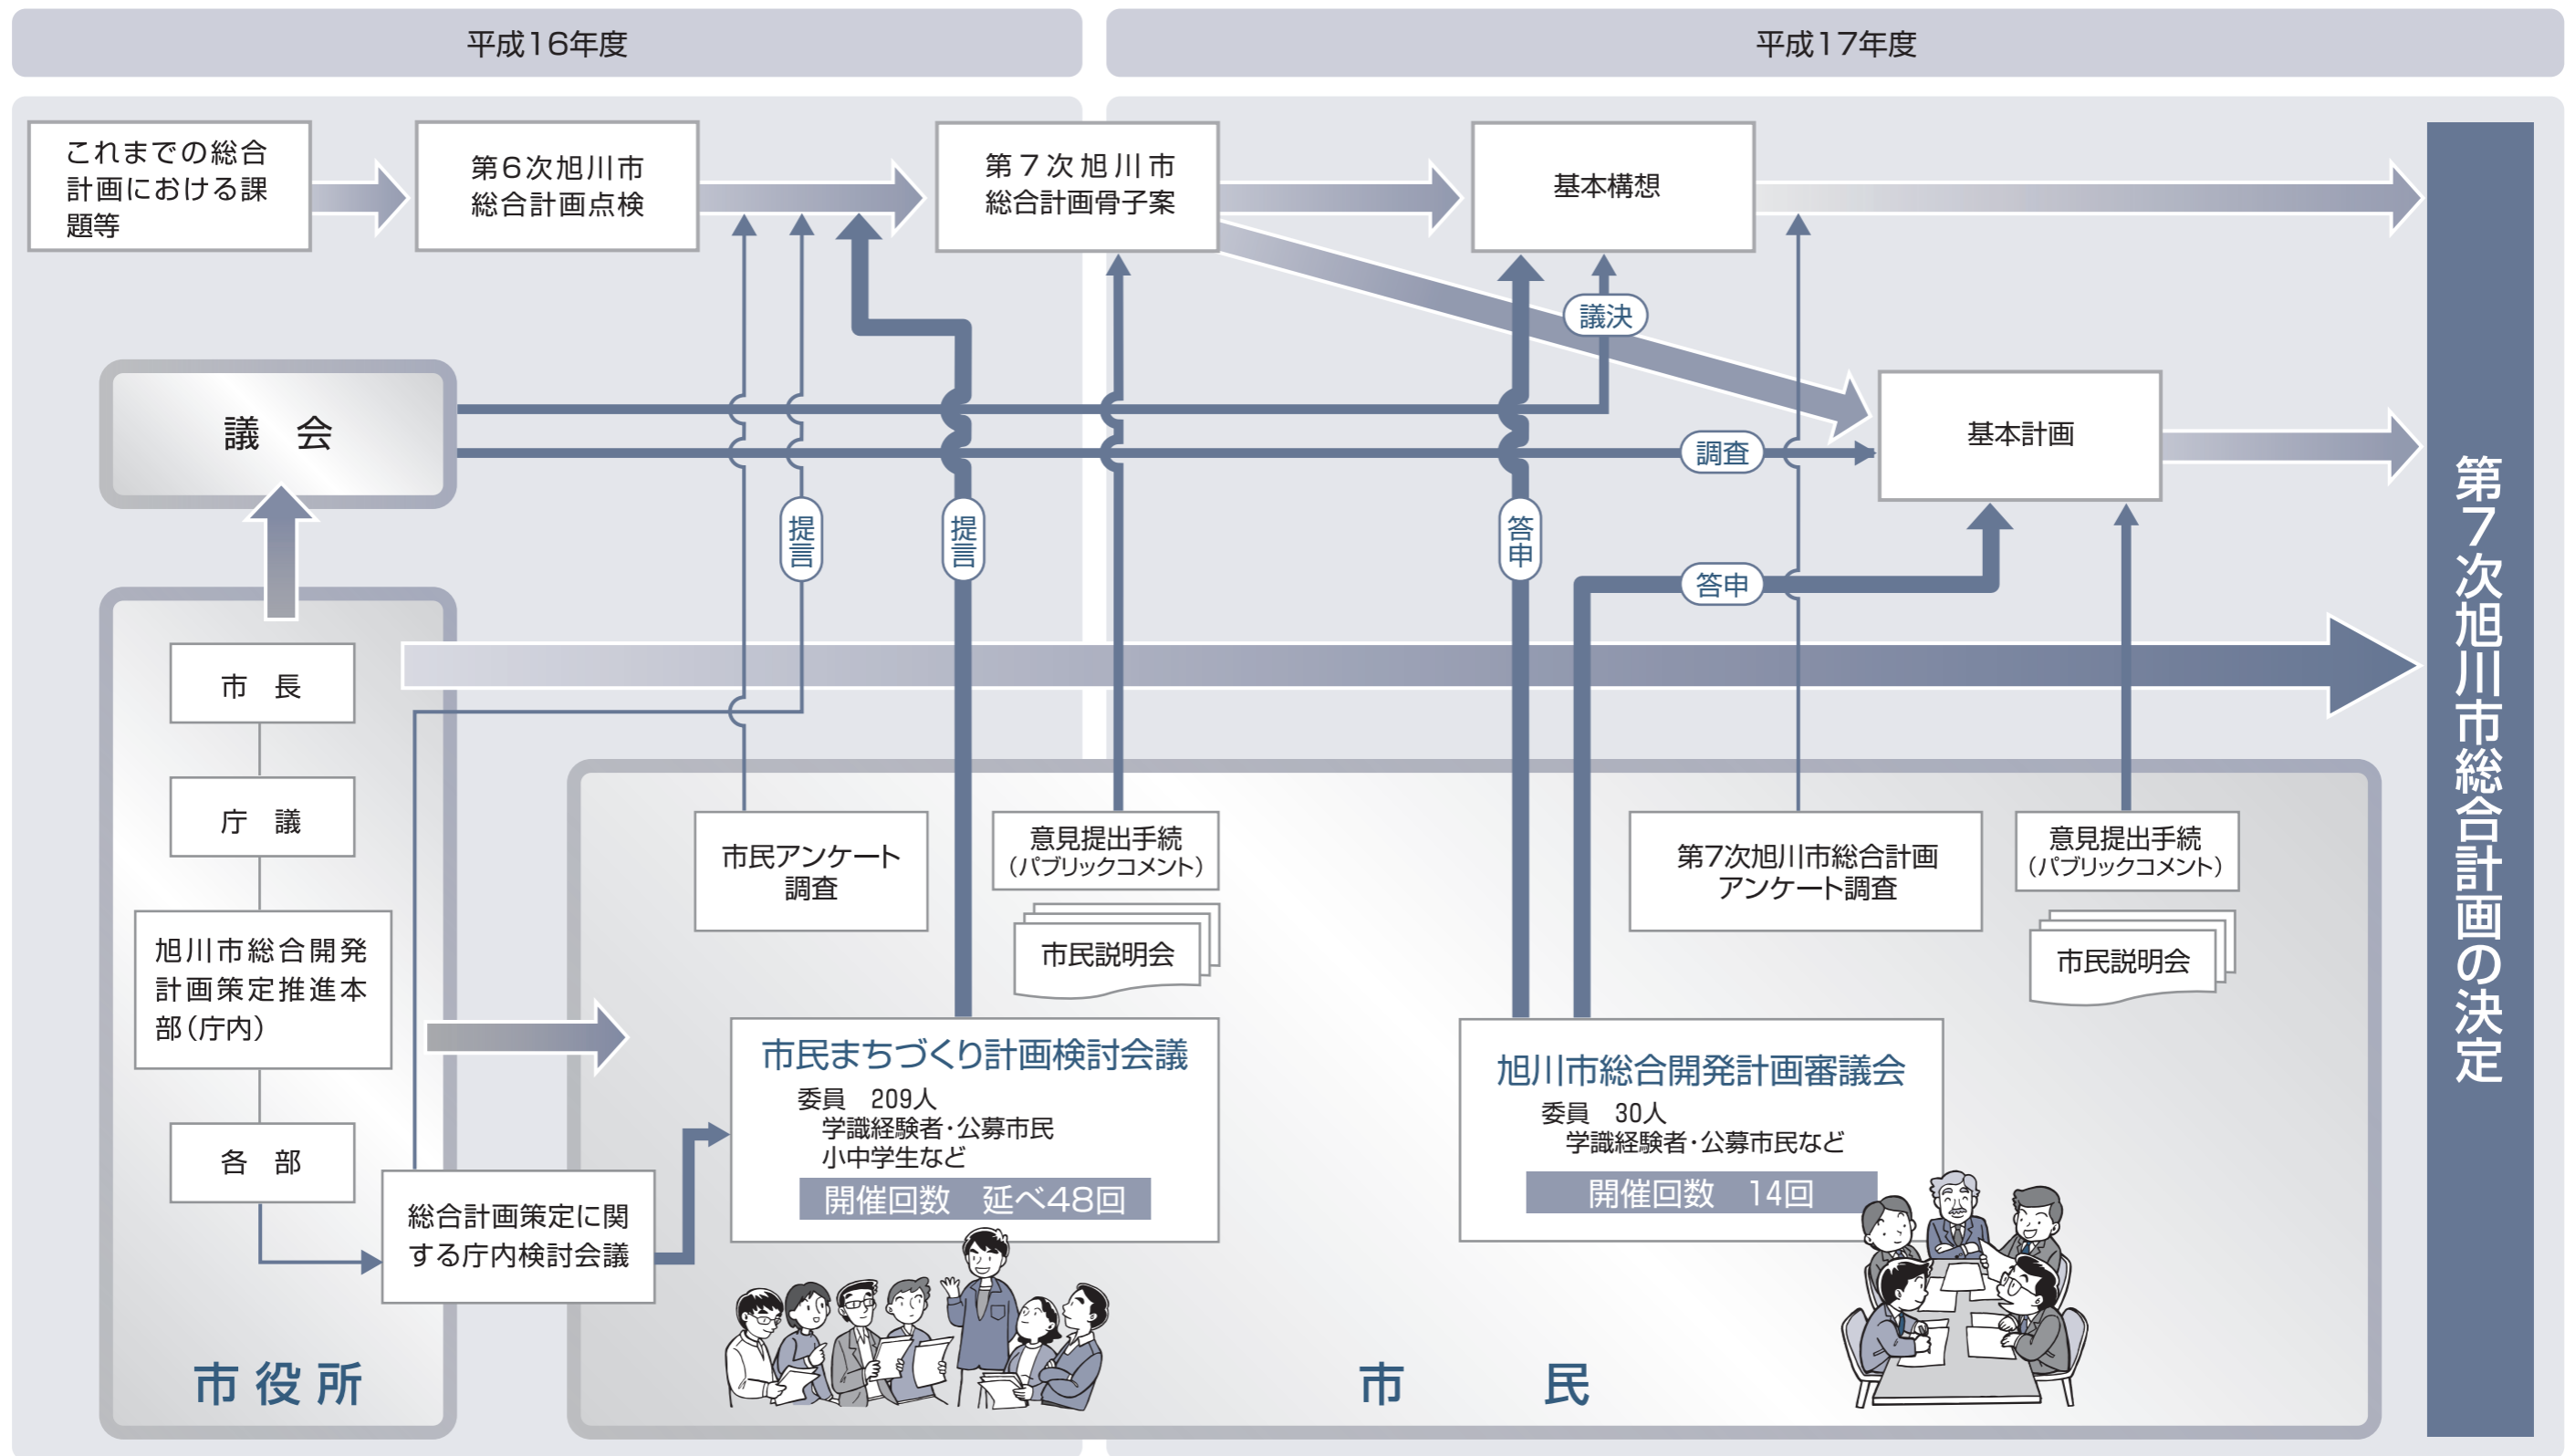 平成16年度
平成17年度
これまでの総合
計画における課
題等
第6次旭川市
総合計画点検
第7次旭川市
総合計画骨子案
基本構想
議決
議 会
調査
基本計画
提言
提言
答申
答申
市 長
庁 議
旭川市総合開発
計画策定推進本
部(庁内)
各 部
総合計画策定に関
する庁内検討会議
市役所
市民アンケート
調査
意見提出手続
(パブリックコメント)
市民説明会
市民まちづくり計画検討会議
委員 209人
学識経験者・公募市民
小中学生など
開催回数 延べ48回
第7次旭川市総合計画
アンケート調査
意見提出手続
(パブリックコメント)
市民説明会
旭川市総合開発計画審議会
委員 30人
学識経験者・公募市民など
開催回数 14回
市 民
第7次旭川市総合計画の決定